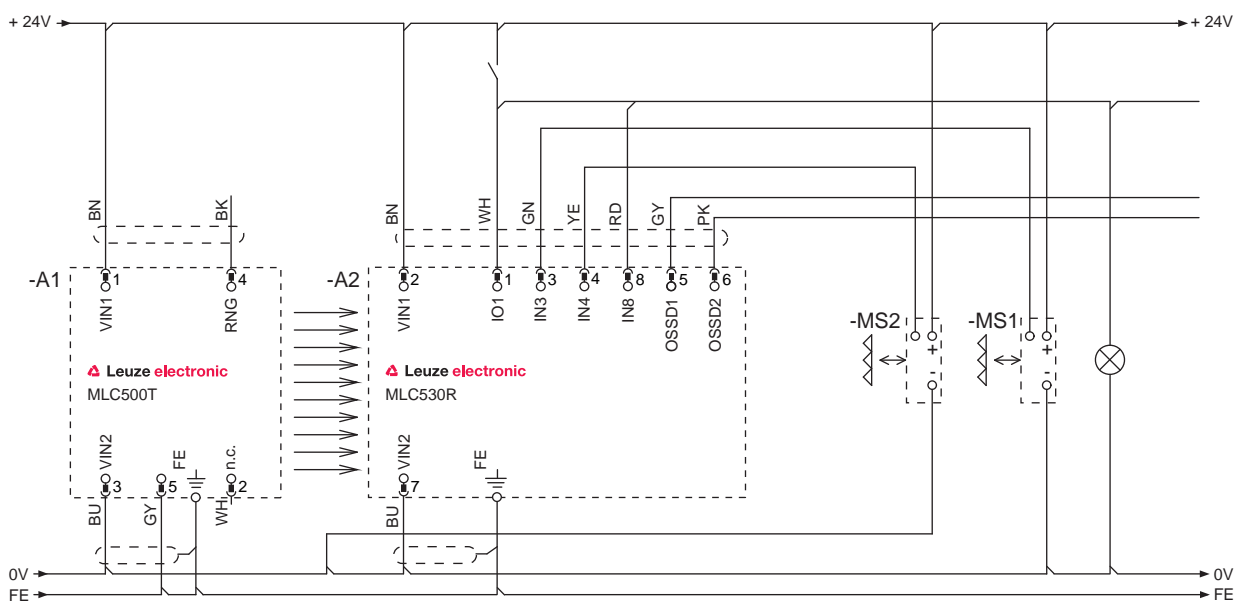 + 24V
+ 24V
BN
BK
BN
WH
GN
YE
RD
GY
PK
-A1
1
4
-A2
2
1
3
4
8
5
6
VIN1
RNG
VIN1
IO1
IN3
IN4
IN8
OSSD1
OSSD2
-MS2
-MS1
+
-
+
-
Leuze electronic
MLC500T
Leuze electronic
MLC530R
VIN2
FE
n.c.
VIN2
FE
3
5
2
7
BU
GY
WH
BU
0V
0V
FE
FE